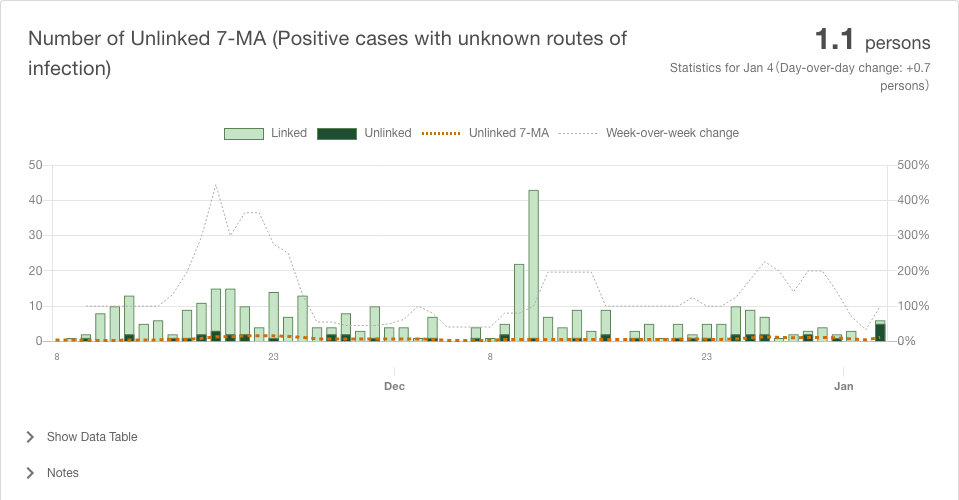 Number of Unlinked 7-MA (Positive cases with unknown routes of
infection)
1.1 persons
Statistics for Jan 4(Day-over-day change: +0.7
persons)
Linked
Unlinked
Unlinked 7-MA
Week-over-week change
50
500%
40
400%
30
300%
20
200%
10
100%
0
0%
8
23
8
23
Dec
Jan
Show Data Table
Notes